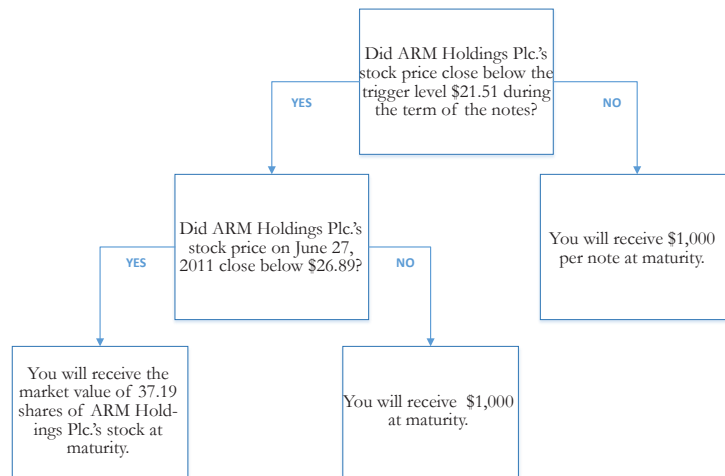 Did ARM Holdings Plc.'s
stock price close below the
trigger level $21.51 during
the term of the notes?
YES
NO
Did ARM Holdings Plc.'s
stock price on June 27,
2011 close below $26.89?
You will receive $1,000
per note at maturity.
YES
NO
You will receive the
market value of 37.19
shares of ARM Hold-
ings Plc.'s stock at
maturity.
You will receive $1,000
at maturity.